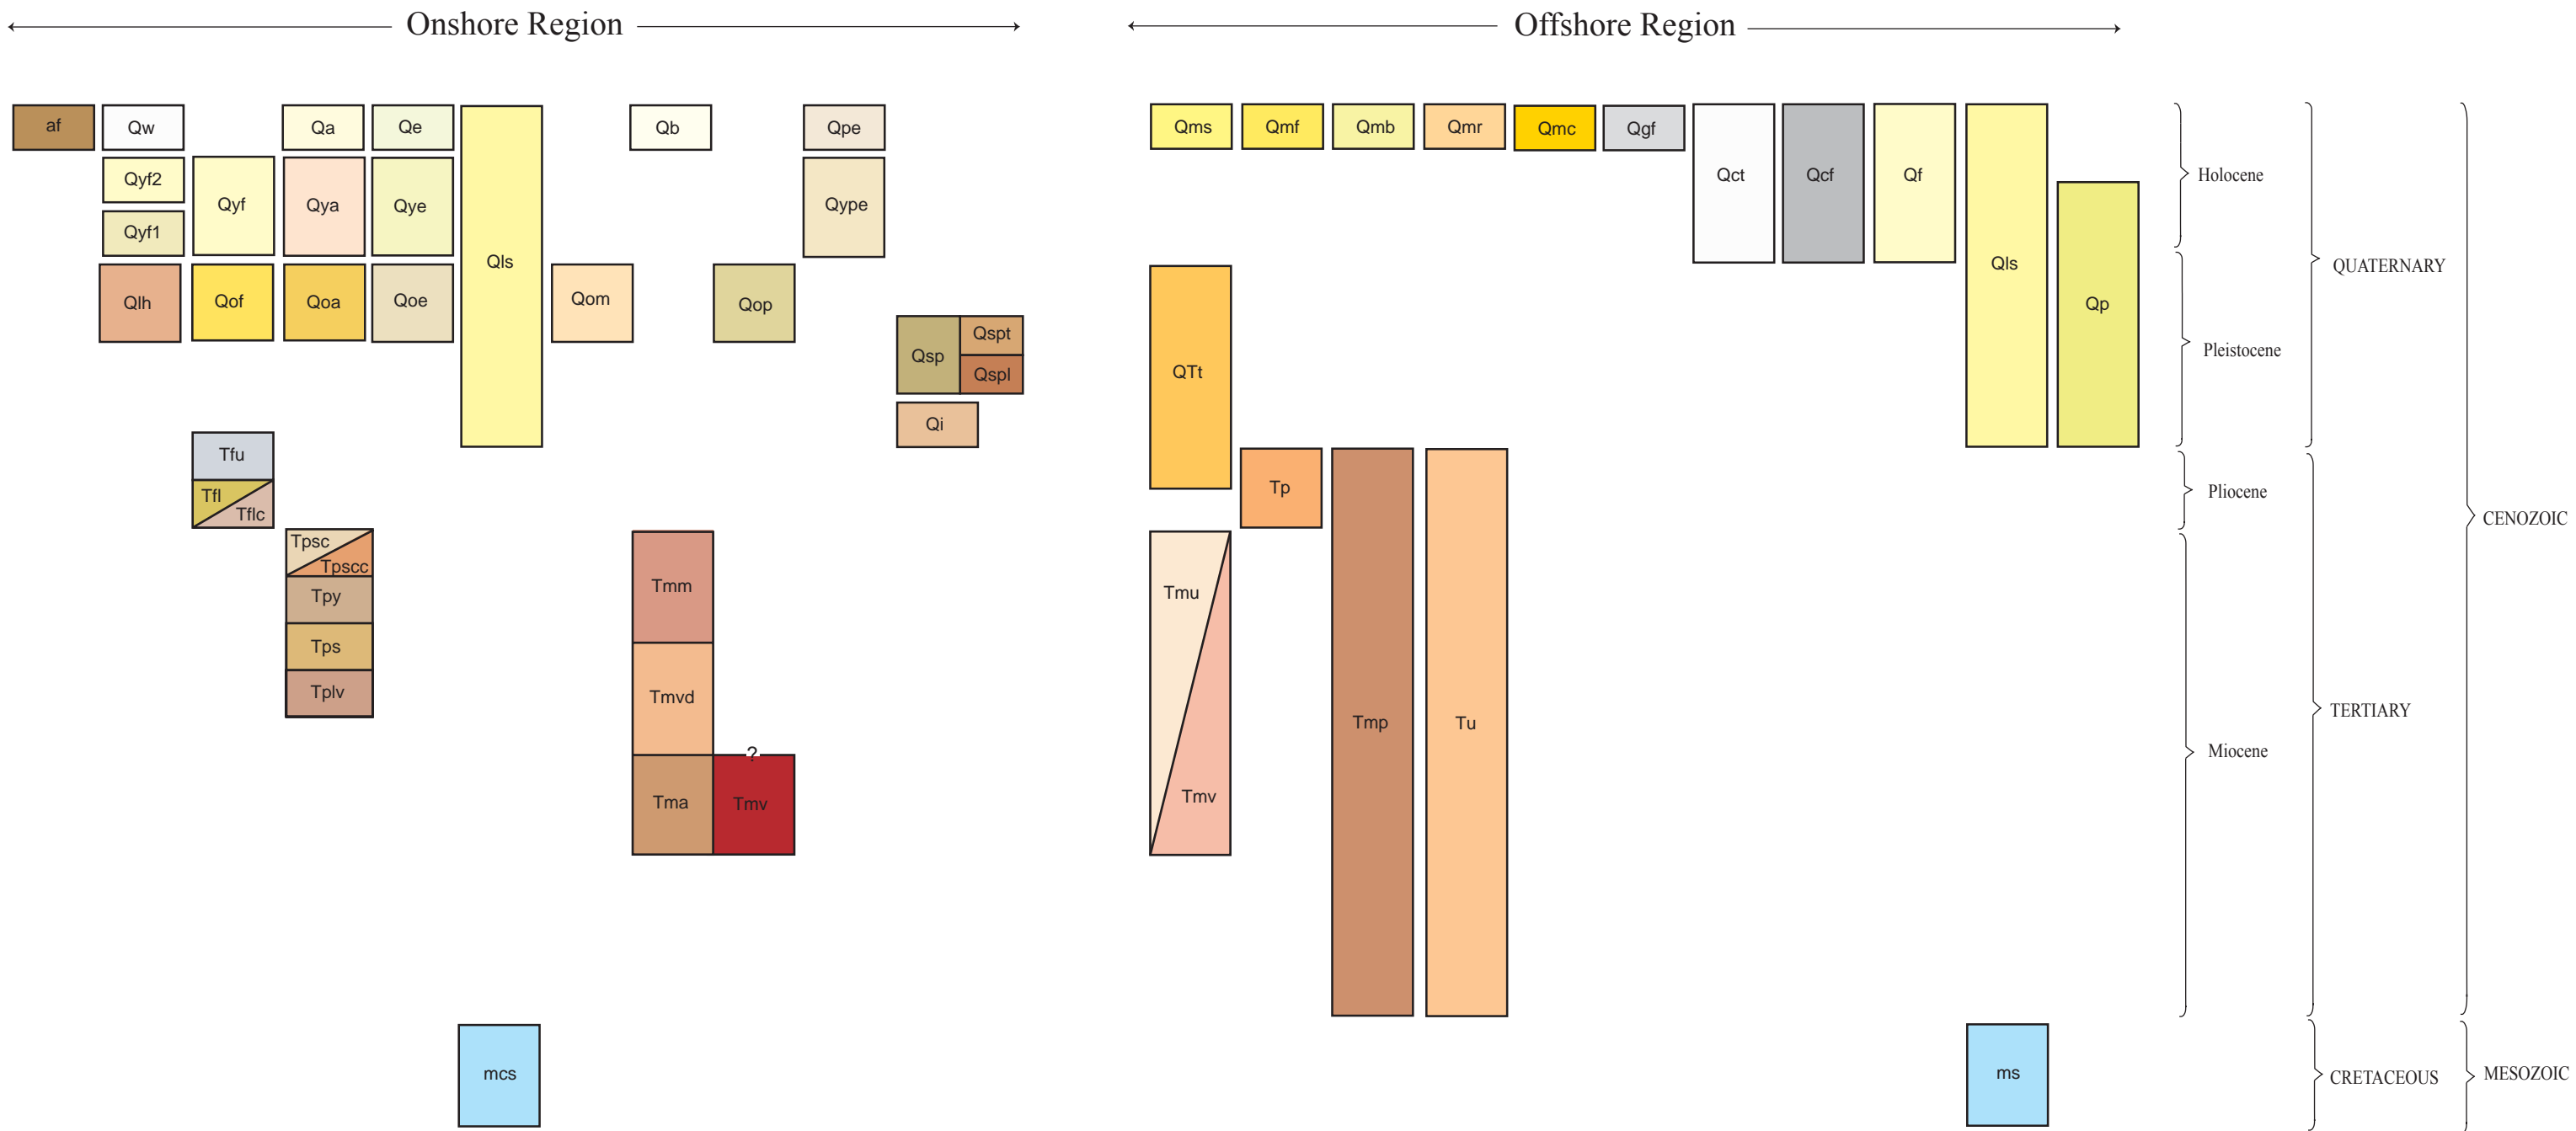 Onshore Region
Offshore Region
af
Qw
Qa
Qe
Qb
Qpe
Qms
Qmf
Qmb
Qmr
Qmc
Qgf
Qct
Qcf
Qf
Holocene
Qyf2
Qyf
Qya
Qye
Qype
Qyf1
Qls
Qls
QUATERNARY
Qlh
Qof
Qoa
Qoe
Qom
Qop
Qp
Qsp
Qspt
Qspl
Pleistocene
QTt
Qi
Tfu
Tfl
Tflc
Tp
Pliocene
CENOZOIC
Tpsc
Tpscc
Tpy
Tps
Tplv
Tmm
Tmvd
?
Tma
Tmv
Tmu
Tmv
Tmp
Tu
TERTIARY
Miocene
mcs
ms
CRETACEOUS
MESOZOIC